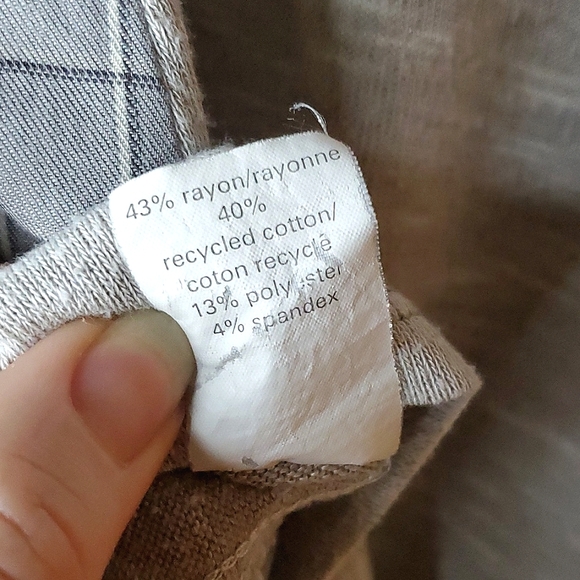 43% rayon/rayonne
40%
recycled cotton/
coton recyclé
13% polyester
4% spandex